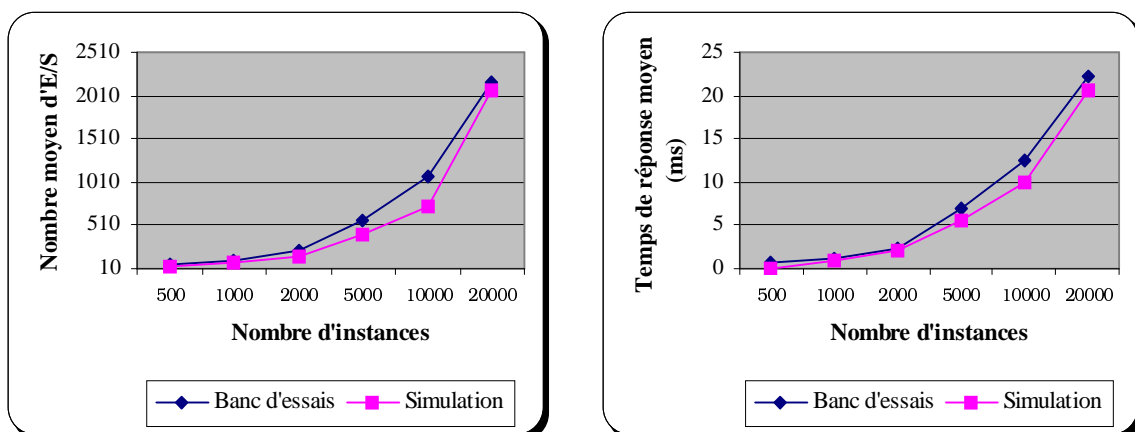 Nombre moyen d'E/S
2510
2010
1510
1010
510
10
500 1000 2000 5000 10000 20000
Nombre d'instances
Banc d'essais Simulation
Temps de réponse moyen
(ms)
25
20
15
10
5
0
500 1000 2000 5000 10000 20000
Nombre d'instances
Banc d'essais Simulation